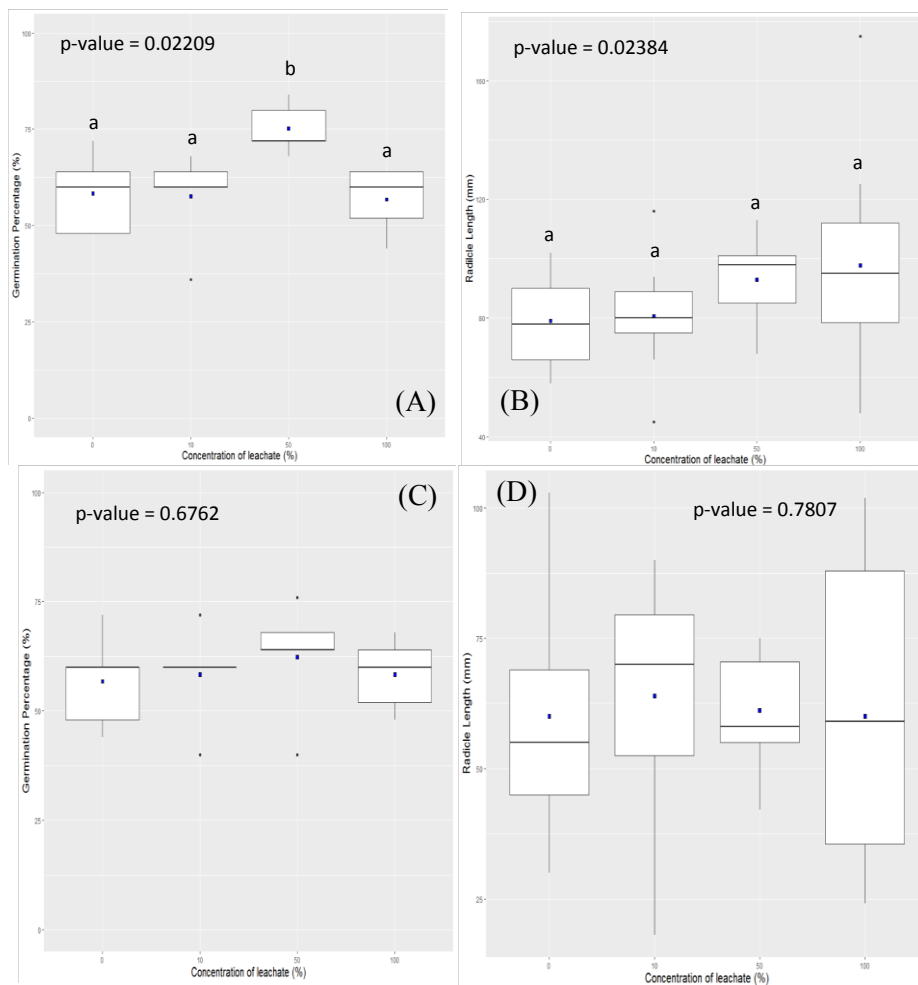 p-value = 0.02209
b
a
a
a
(A)
100
75
50
25
0
Germination Percentage (%)
0 10 50 100
Concentration of leachate (%)
p-value = 0.02384
a
a
a
a
(B)
160
120
80
40
Radilcle Length (mm)
0 10 50 100
Concentration of leachate (%)
p-value = 0.6762
(C)
100
75
50
25
0
Germination Percentage (%)
0 10 50 100
Concentration of leachate (%)
(D)
p-value = 0.7807
100
75
50
25
Radicle Length (mm)
0 10 50 100
Concentration of leachate (%)